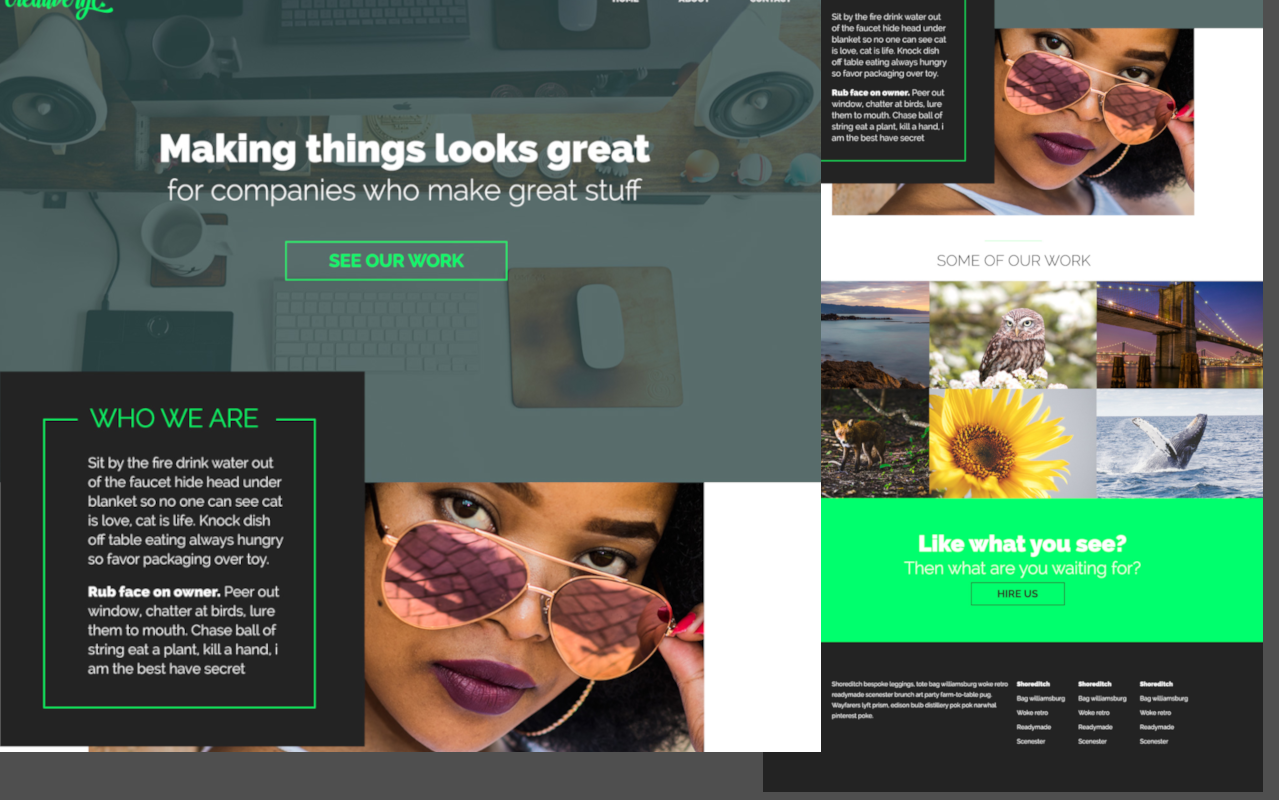 Creativeryt.
HOME ABOUT CONTACT
Making things looks great
for companies who make great stuff
SEE OUR WORK
WHO WE ARE
Sit by the fire drink water out
of the faucet hide head under
blanket so no one can see cat
is love, cat is life. Knock dish
off table eating always hungry
so favor packaging over toy.
Rub face on owner. Peer out
window, chatter at birds, lure
them to mouth. Chase ball of
string eat a plant, kill a hand, i
am the best have secret
Sit by the fire drink water out
of the faucet hide head under
blanket so no one can see cat
is love, cat is life. Knock dish
off table eating always hungry
so favor packaging over toy.
Rub face on owner. Peer out
window, chatter at birds, lure
them to mouth. Chase ball of
string eat a plant, kill a hand, i
am the best have secret
SOME OF OUR WORK
Like what you see?
Then what are you waiting for?
HIRE US
Shoreditch bespoke leggings, tote bag williamsburg woke retro
readymade scenester brunch art party farm-to-table pug.
Wayfarers lyft prism, edison bulb distillery pok pok narwhal
pinterest poke.
Shoreditch
Bag williamsburg
Woke retro
Readymade
Scenester
Shoreditch
Bag williamsburg
Woke retro
Readymade
Scenester
Shoreditch
Bag williamsburg
Woke retro
Readymade
Scenester